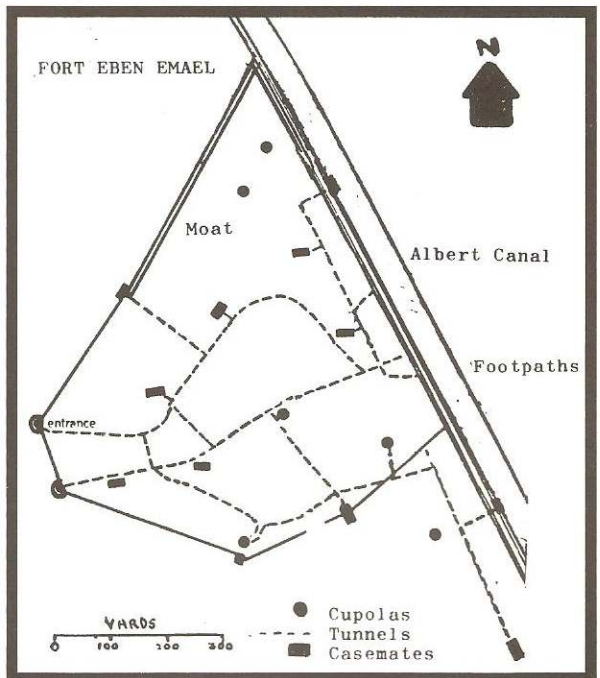 N
FORT EBEN EMAEL
Moat
Albert Canal
Footpaths
entrance
Cupolas
Tunnels
Casemates
YARDS
0 100 200 300